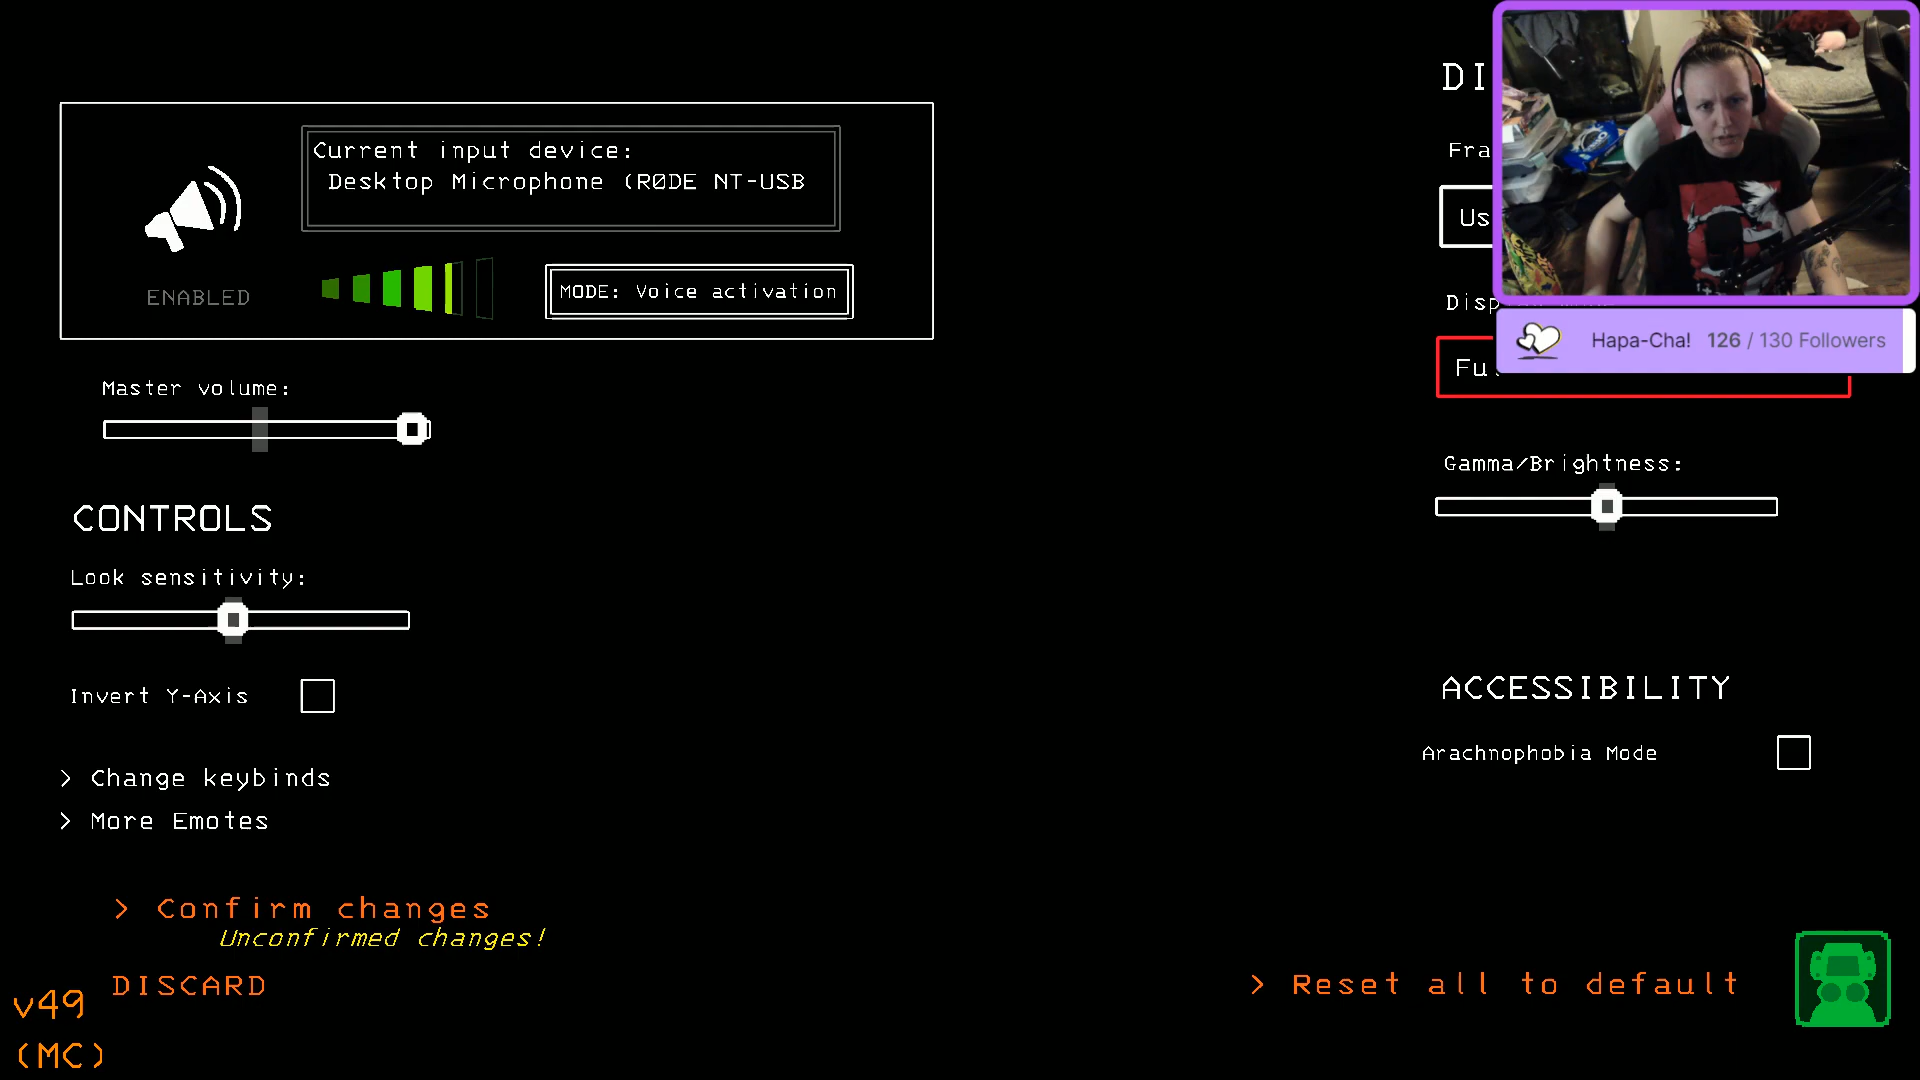 Current input device:
Desktop Microphone (RØDE NT-USB
ENABLED
MODE: Voice activation
Master volume:
CONTROLS
Look sensitivity:
Invert Y-Axis
> Change keybinds
> More Emotes
> Confirm changes
Unconfirmed changes!
DISCARD
v49
(MC)
DI
Fra
Us
Disp
Fu
Hapa-Cha! 126 / 130 Followers
Gamma/Brightness:
ACCESSIBILITY
Arachnophobia Mode
> Reset all to default